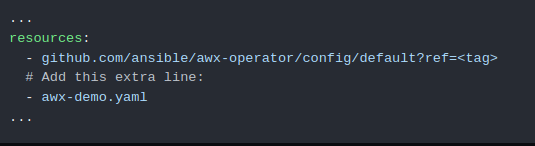 ...
resources:
  - github.com/ansible/awx-operator/config/default?ref=<tag>
  # Add this extra line:
  - awx-demo.yaml
...